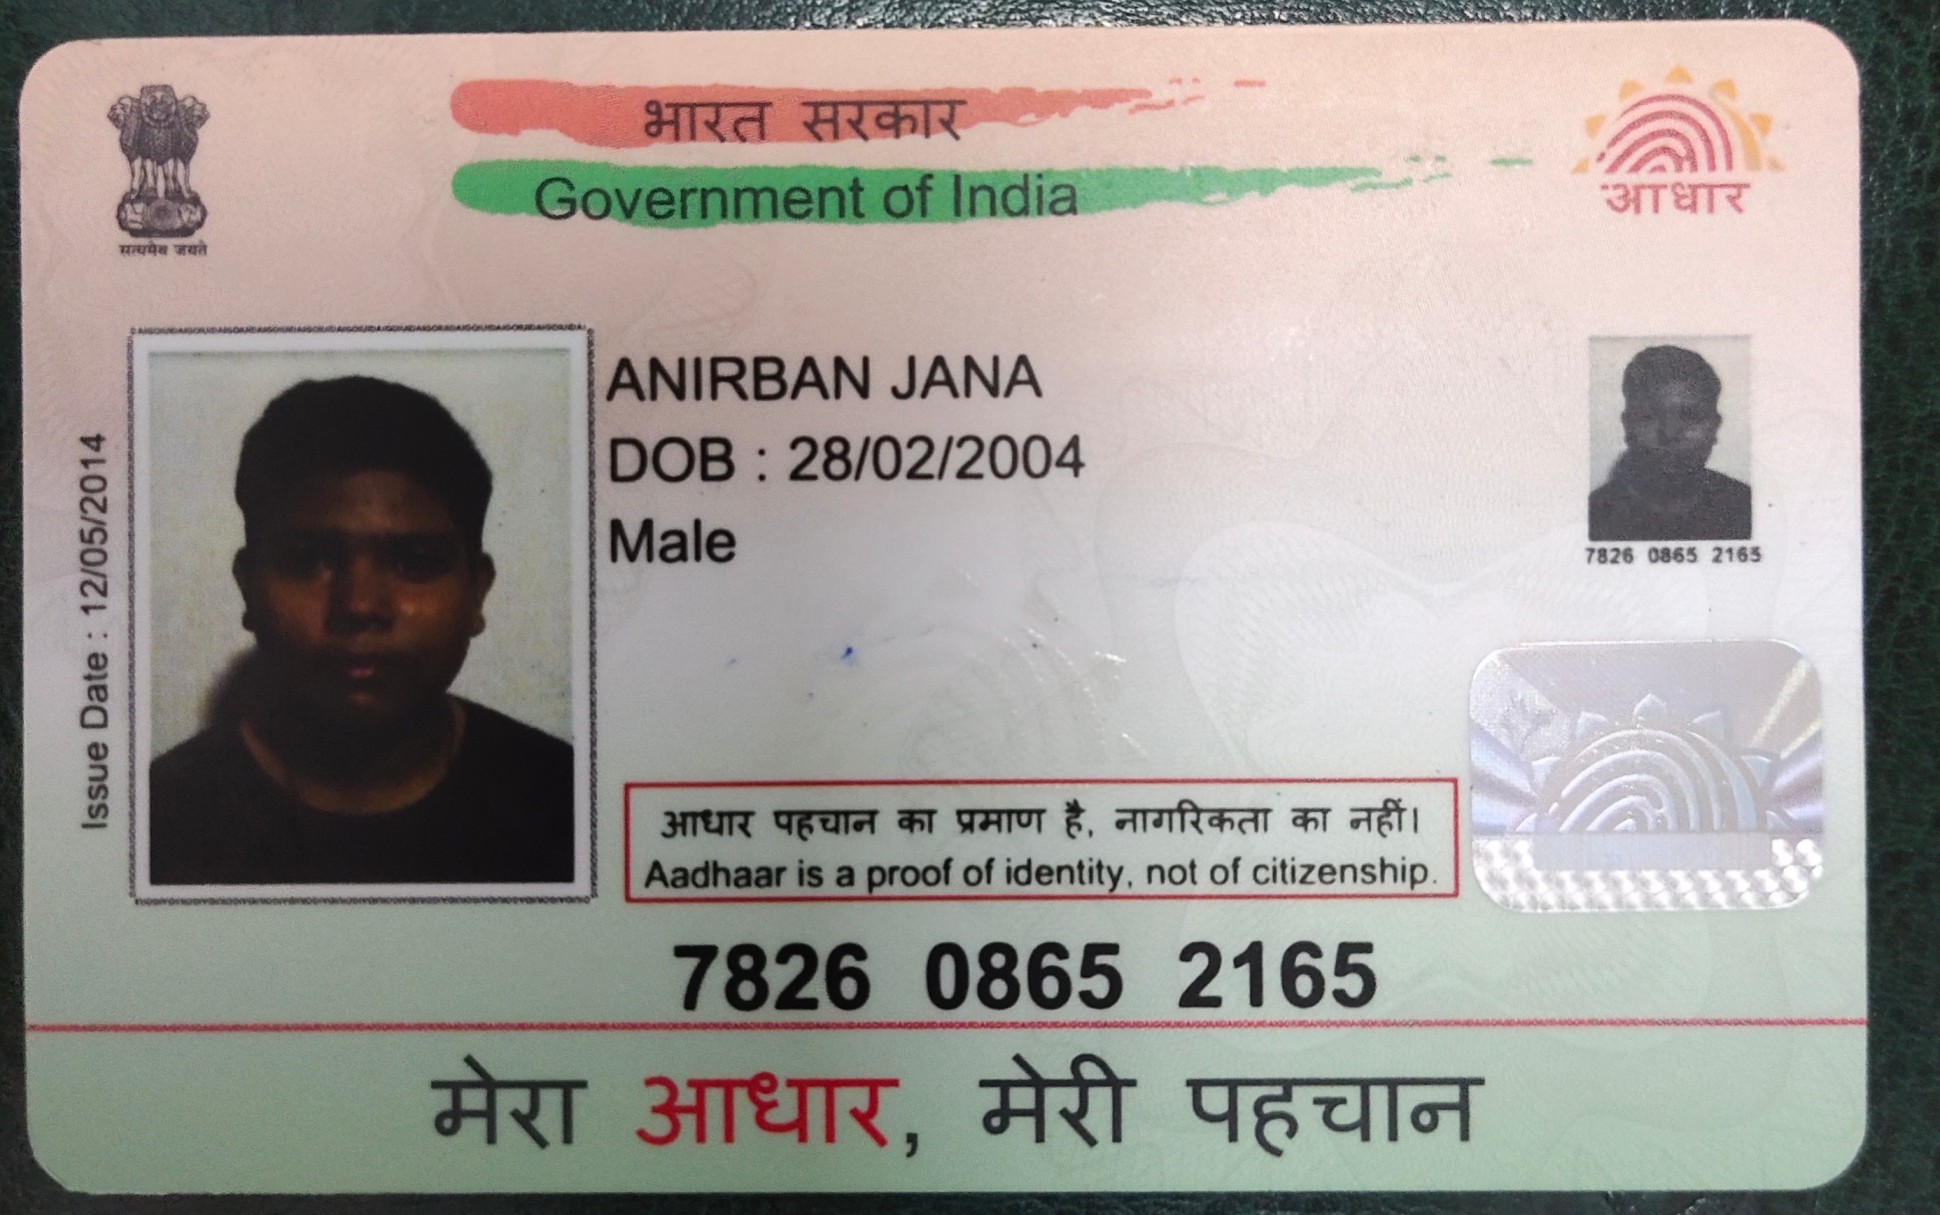 भारत सरकार
Government of India
सत्यमेव जयते
आधार
Issue Date : 12/05/2014
ANIRBAN JANA
DOB : 28/02/2004
Male
7826 0865 2165
आधार पहचान का प्रमाण है, नागरिकता का नहीं।
Aadhaar is a proof of identity, not of citizenship.
7826 0865 2165
मेरा आधार, मेरी पहचान